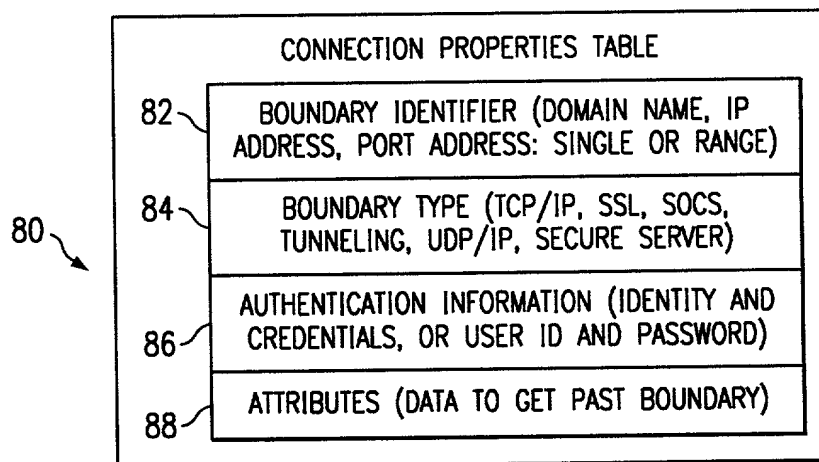 CONNECTION PROPERTIES TABLE
82
BOUNDARY IDENTIFIER (DOMAIN NAME, IP
ADDRESS, PORT ADDRESS: SINGLE OR RANGE)
84
BOUNDARY TYPE (TCP/IP, SSL, SOCS,
TUNNELING, UDP/IP, SECURE SERVER)
80
86
AUTHENTICATION INFORMATION (IDENTITY AND
CREDENTIALS, OR USER ID AND PASSWORD)
88
ATTRIBUTES (DATA TO GET PAST BOUNDARY)